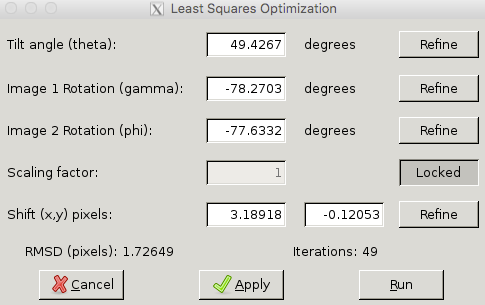 Least Squares Optimization
Tilt angle (theta): 49.4267 degrees Refine
Image 1 Rotation (gamma): -78.2703 degrees Refine
Image 2 Rotation (phi): -77.6332 degrees Refine
Scaling factor: 1 Locked
Shift (x,y) pixels: 3.18918 -0.12053 Refine
RMSD (pixels): 1.72649 Iterations: 49
Cancel Apply Run